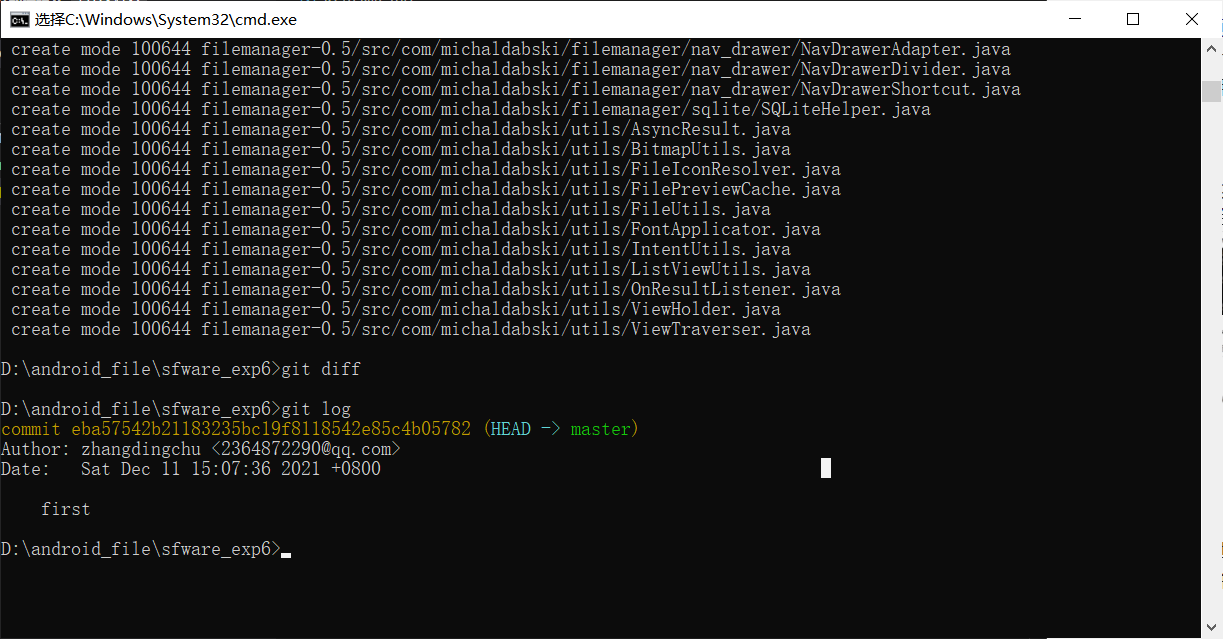 选择C:\Windows\System32\cmd.exe
create mode 100644 filemanager-0.5/src/com/michaldabski/filemanager/nav_drawer/NavDrawerAdapter.java
create mode 100644 filemanager-0.5/src/com/michaldabski/filemanager/nav_drawer/NavDrawerDivider.java
create mode 100644 filemanager-0.5/src/com/michaldabski/filemanager/nav_drawer/NavDrawerShortcut.java
create mode 100644 filemanager-0.5/src/com/michaldabski/filemanager/sqlite/SQLiteHelper.java
create mode 100644 filemanager-0.5/src/com/michaldabski/utils/AsyncResult.java
create mode 100644 filemanager-0.5/src/com/michaldabski/utils/BitmapUtils.java
create mode 100644 filemanager-0.5/src/com/michaldabski/utils/FileIconResolver.java
create mode 100644 filemanager-0.5/src/com/michaldabski/utils/FilePreviewCache.java
create mode 100644 filemanager-0.5/src/com/michaldabski/utils/FileUtils.java
create mode 100644 filemanager-0.5/src/com/michaldabski/utils/FontApplicator.java
create mode 100644 filemanager-0.5/src/com/michaldabski/utils/IntentUtils.java
create mode 100644 filemanager-0.5/src/com/michaldabski/utils/ListViewUtils.java
create mode 100644 filemanager-0.5/src/com/michaldabski/utils/OnResultListener.java
create mode 100644 filemanager-0.5/src/com/michaldabski/utils/ViewHolder.java
create mode 100644 filemanager-0.5/src/com/michaldabski/utils/ViewTraverser.java
D:\android_file\sfware_exp6>git diff
D:\android_file\sfware_exp6>git log
commit eba57542b21183235bc19f8118542e85c4b05782 (HEAD -> master)
Author: zhangdingchu <2364872290@qq.com>
Date:   Sat Dec 11 15:07:36 2021 +0800
first
D:\android_file\sfware_exp6>